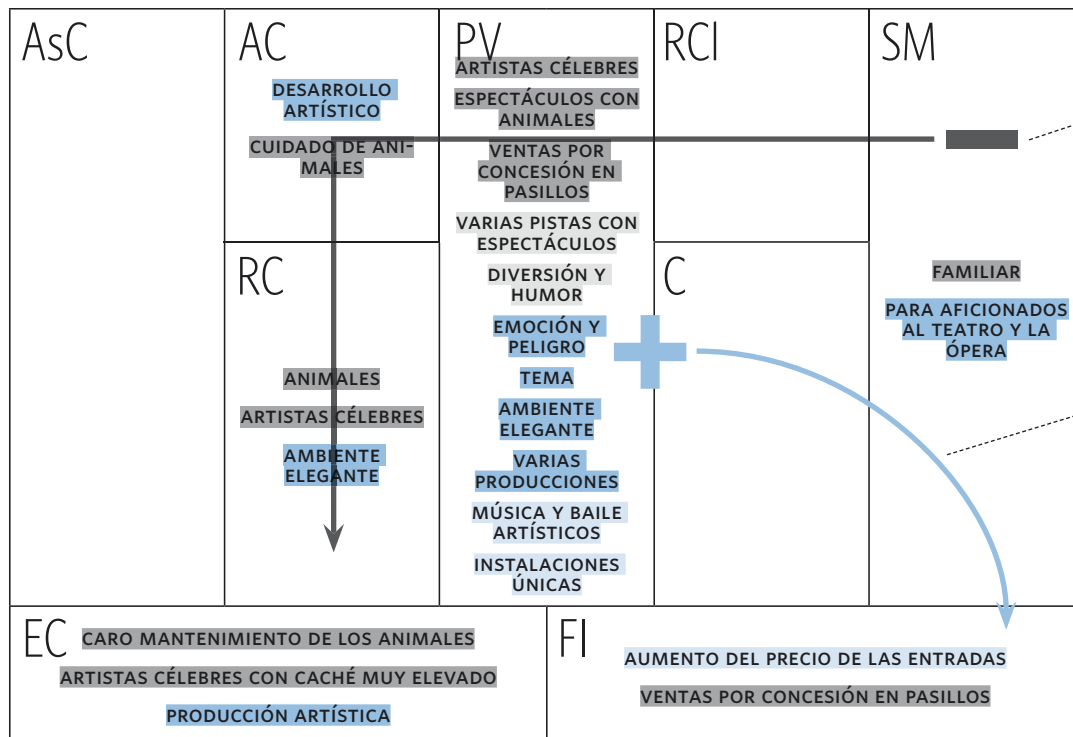 AsC
AC
DESARROLLO
ARTÍSTICO
CUIDADO DE ANI-
MALES
PV
ARTISTAS CÉLEBRES
ESPECTÁCULOS CON
ANIMALES
VENTAS POR
CONCESIÓN EN
PASILLOS
VARIAS PISTAS CON
ESPECTÁCULOS
DIVERSIÓN Y
HUMOR
EMOCIÓN Y
PELIGRO
TEMA
AMBIENTE
ELEGANTE
VARIAS
PRODUCCIONES
MÚSICA Y BAILE
ARTÍSTICOS
INSTALACIONES
ÚNICAS
RCl
SM
FAMILIAR
PARA AFICIONADOS
AL TEATRO Y LA
ÓPERA
RC
ANIMALES
ARTISTAS CÉLEBRES
AMBIENTE
ELEGANTE
C
EC
CARO MANTENIMIENTO DE LOS ANIMALES
ARTISTAS CÉLEBRES CON CACHÉ MUY ELEVADO
PRODUCCIÓN ARTÍSTICA
FI
AUMENTO DEL PRECIO DE LAS ENTRADAS
VENTAS POR CONCESIÓN EN PASILLOS